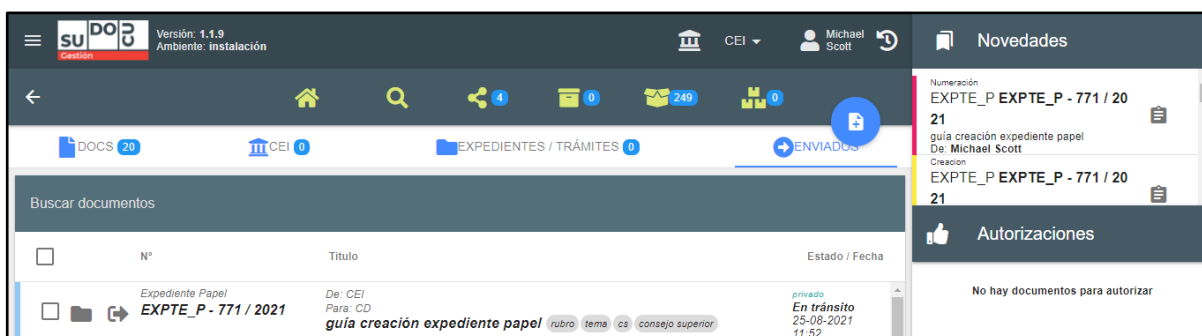 SU DO CU
Gestión
Versión: 1.1.9
Ambiente: instalación
CEI
Michael
Scott
4
0
249
0
DOCS 20
CEI 0
EXPEDIENTES / TRÁMITES 0
ENVIADOS
Buscar documentos
Nº
Titulo
Estado / Fecha
Expediente Papel
EXPTE_P - 771 / 2021
De: CEI
Para: CD
guía creación expediente papel rubro tema cs consejo superior
privado
En tránsito
25-08-2021
11:52
Novedades
Numeración
EXPTE_P EXPTE_P - 771 / 20
21
guía creación expediente papel
De: Michael Scott
Creacion
EXPTE_P EXPTE_P - 771 / 20
21
Autorizaciones
No hay documentos para autorizar